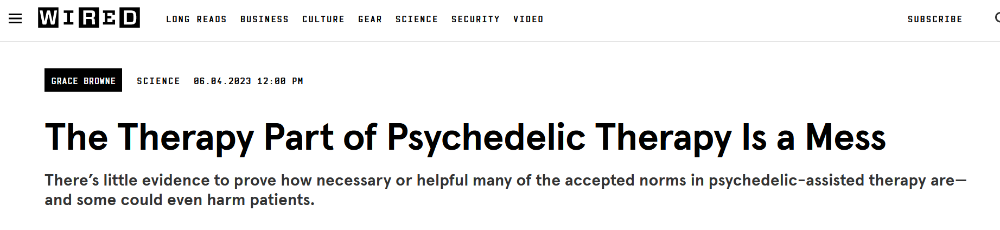 WIRED LONG READS BUSINESS CULTURE GEAR SCIENCE SECURITY VIDEO SUBSCRIBE
GRACE BROWNE SCIENCE 06.04.2023 12:00 PM
The Therapy Part of Psychedelic Therapy Is a Mess
There’s little evidence to prove how necessary or helpful many of the accepted norms in psychedelic-assisted therapy are—
and some could even harm patients.